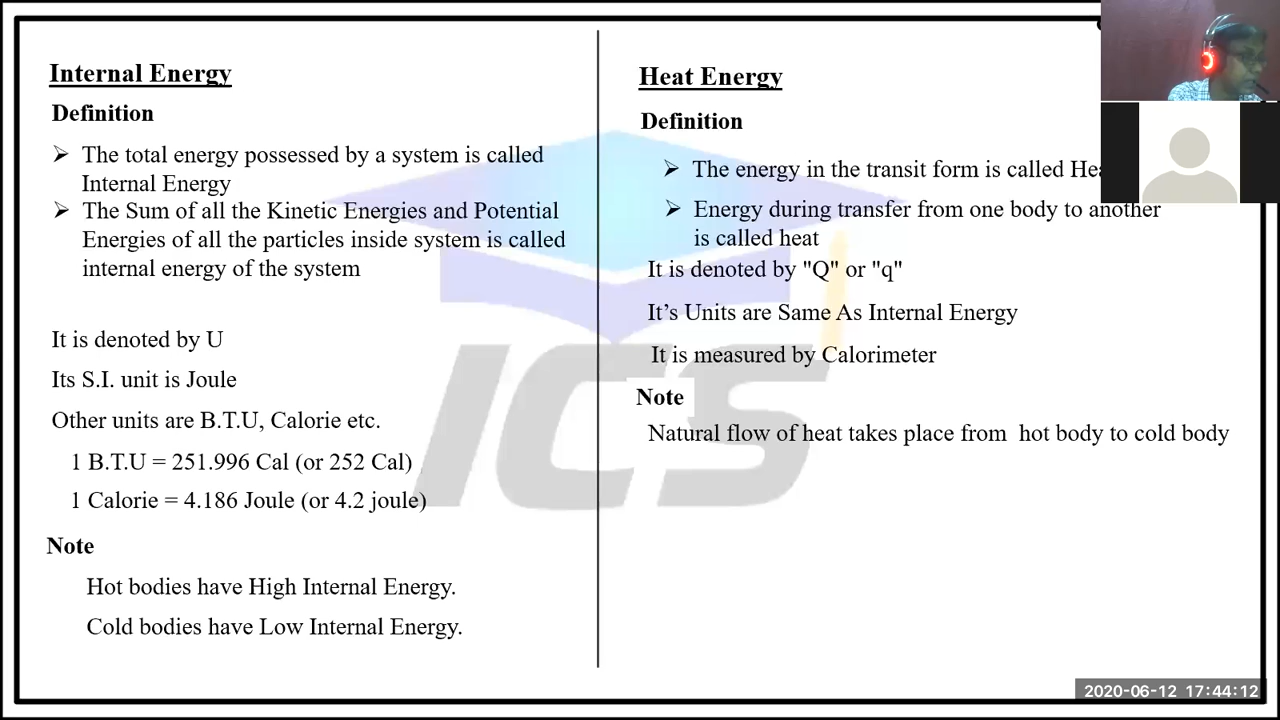 Internal Energy
Definition
➢ The total energy possessed by a system is called
Internal Energy
➢ The Sum of all the Kinetic Energies and Potential
Energies of all the particles inside system is called
internal energy of the system
It is denoted by U
Its S.I. unit is Joule
Other units are B.T.U, Calorie etc.
1 B.T.U = 251.996 Cal (or 252 Cal)
1 Calorie = 4.186 Joule (or 4.2 joule)
Note
Hot bodies have High Internal Energy.
Cold bodies have Low Internal Energy.
Heat Energy
Definition
➢ The energy in the transit form is called
➢ Energy during transfer from one body to another
is called heat
It is denoted by "Q" or "q"
It’s Units are Same As Internal Energy
It is measured by Calorimeter
Note
Natural flow of heat takes place from hot body to cold body
ICS
2020-06-12 17:44:12